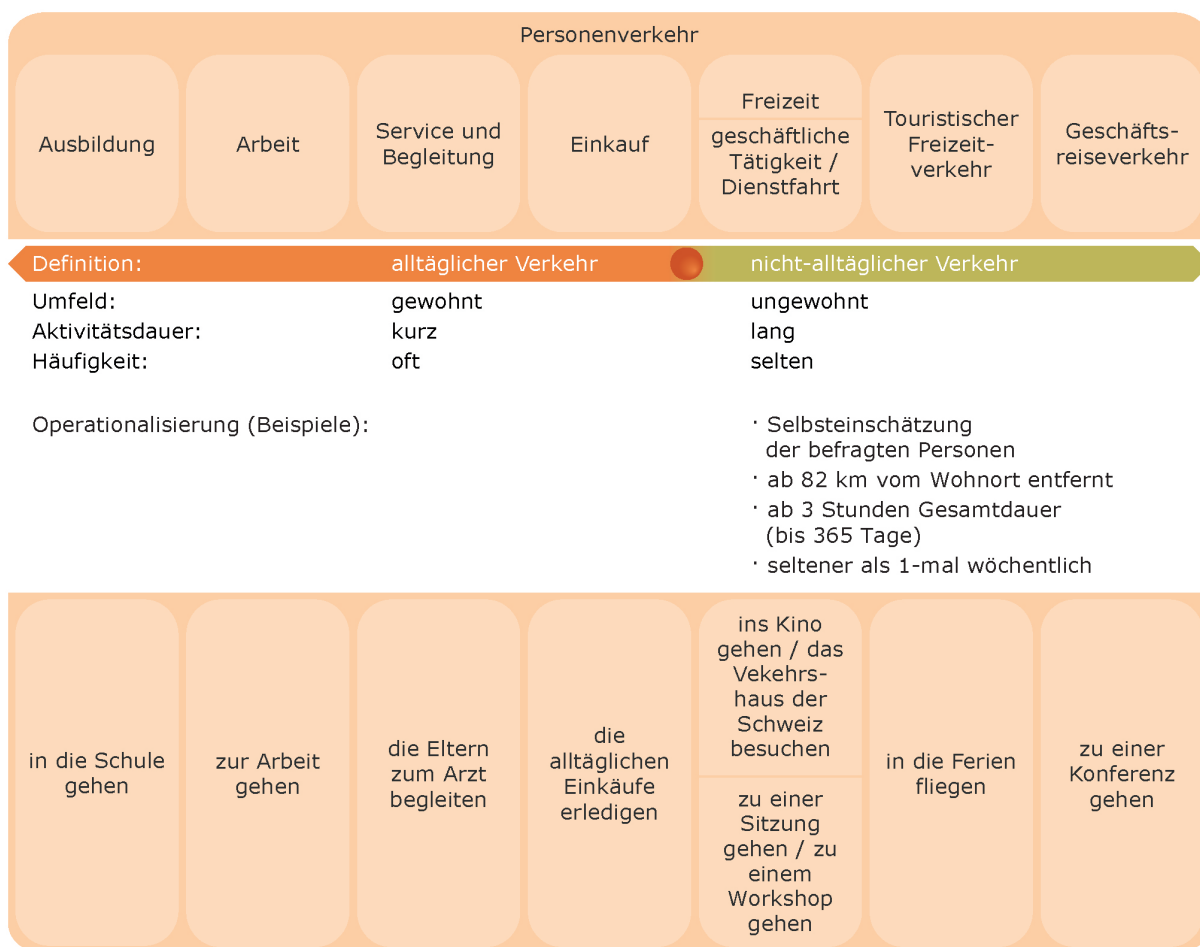 Personenverkehr
Ausbildung
Arbeit
Service und
Begleitung
Einkauf
Freizeit
geschäftliche
Tätigkeit /
Dienstfahrt
Touristischer
Freizeit-
verkehr
Geschäfts-
reiseverkehr
Definition: alltäglicher Verkehr nicht-alltäglicher Verkehr
Umfeld: gewohnt ungewohnt
Aktivitätsdauer: kurz lang
Häufigkeit: oft selten
Operationalisierung (Beispiele):
· Selbsteinschätzung
der befragten Personen
· ab 82 km vom Wohnort entfernt
· ab 3 Stunden Gesamtdauer
(bis 365 Tage)
· seltener als 1-mal wöchentlich
in die Schule
gehen
zur Arbeit
gehen
die Eltern
zum Arzt
begleiten
die
alltäglichen
Einkäufe
erledigen
ins Kino
gehen / das
Vekehrs-
haus der
Schweiz
besuchen
zu einer
Sitzung
gehen / zu
einem
Workshop
gehen
in die Ferien
fliegen
zu einer
Konferenz
gehen